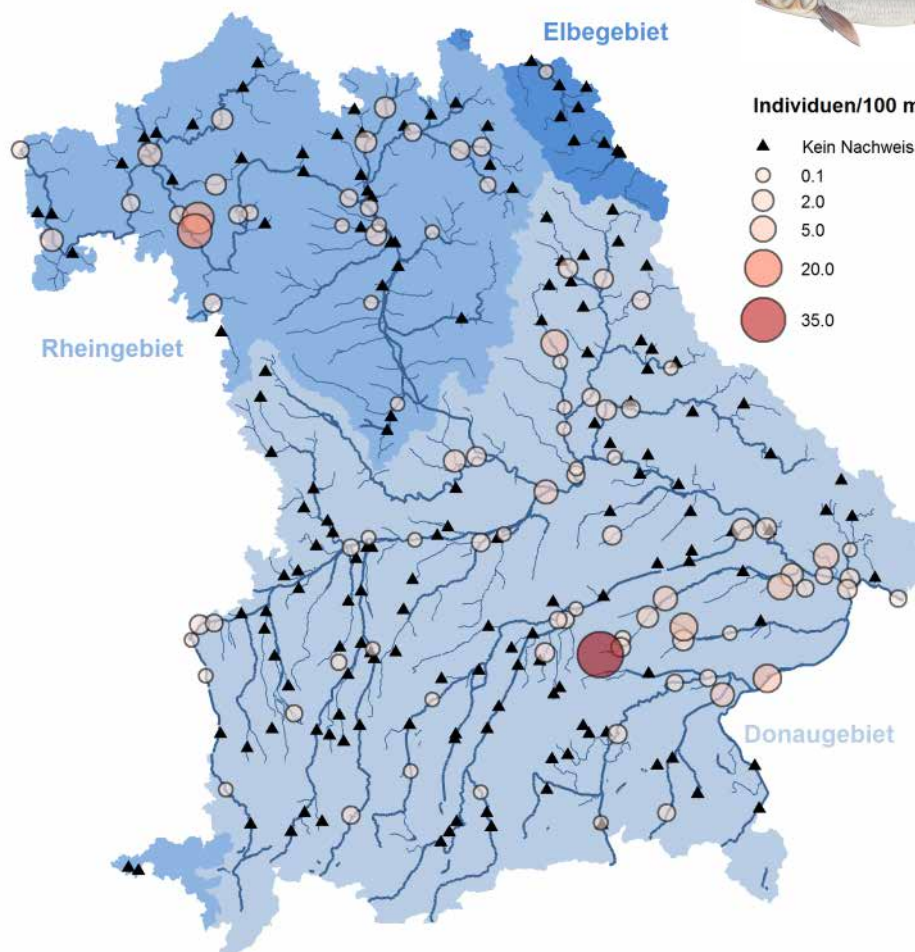 Elbegebiet
Individuen/100 m
Kein Nachweis
0.1
2.0
5.0
20.0
35.0
Rheingebiet
Donaugebiet